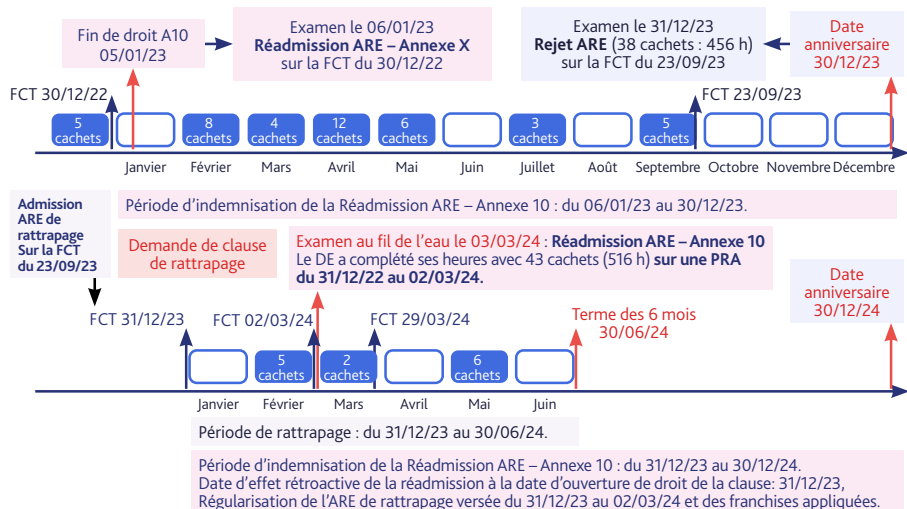 Fin de droit A10
05/01/23
Examen le 06/01/23
Réadmission ARE – Annexe X
sur la FCT du 30/12/22
Examen le 31/12/23
Rejet ARE (38 cachets : 456 h)
sur la FCT du 23/09/23
Date
anniversaire
30/12/23
FCT 30/12/22
FCT 23/09/23
5
cachets
8
cachets
4
cachets
12
cachets
6
cachets
3
cachets
5
cachets
Janvier Février Mars Avril Mai Juin Juillet Août Septembre Octobre Novembre Décembre
Admission
ARE de
rattrapage
Sur la FCT
du 23/09/23
Période d'indemnisation de la Réadmission ARE – Annexe 10 : du 06/01/23 au 30/12/23.
Demande de clause
de rattrapage
Examen au fil de l'eau le 03/03/24 : Réadmission ARE – Annexe 10
Le DE a complété ses heures avec 43 cachets (516 h) sur une PRA
du 31/12/22 au 02/03/24.
Date
anniversaire
30/12/24
FCT 31/12/23
FCT 02/03/24
FCT 29/03/24
Terme des 6 mois
30/06/24
5
cachets
2
cachets
6
cachets
Janvier Février Mars Avril Mai Juin
Période de rattrapage : du 31/12/23 au 30/06/24.
Période d'indemnisation de la Réadmission ARE – Annexe 10 : du 31/12/23 au 30/12/24.
Date d'effet rétroactive de la réadmission à la date d'ouverture de droit de la clause: 31/12/23,
Régularisation de l'ARE de rattrapage versée du 31/12/23 au 02/03/24 et des franchises appliquées.